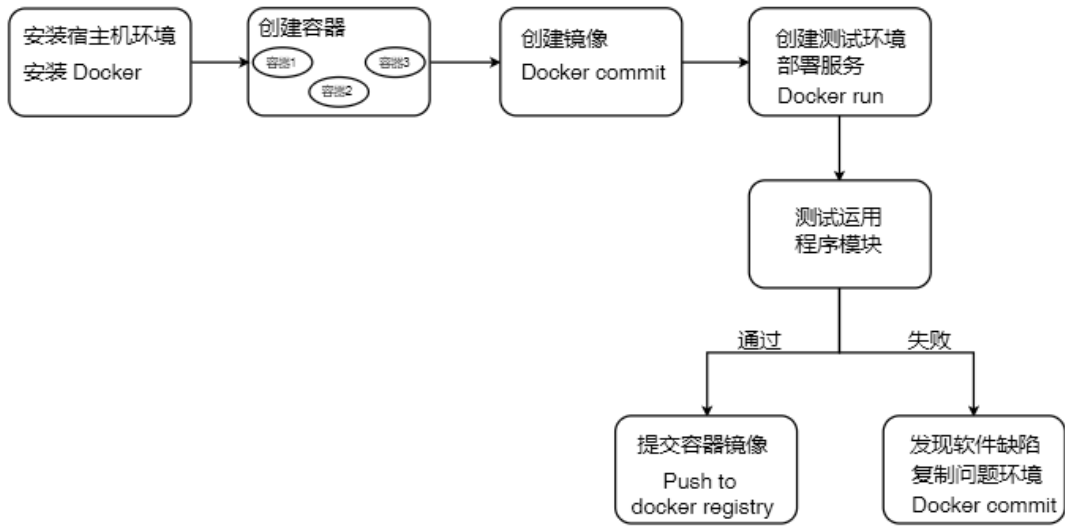 安装宿主机环境
安装 Docker
创建容器
容器1
容器3
容器2
创建镜像
Docker commit
创建测试环境
部署服务
Docker run
测试运用
程序模块
通过
失败
提交容器镜像
Push to
docker registry
发现软件缺陷
复制问题环境
Docker commit